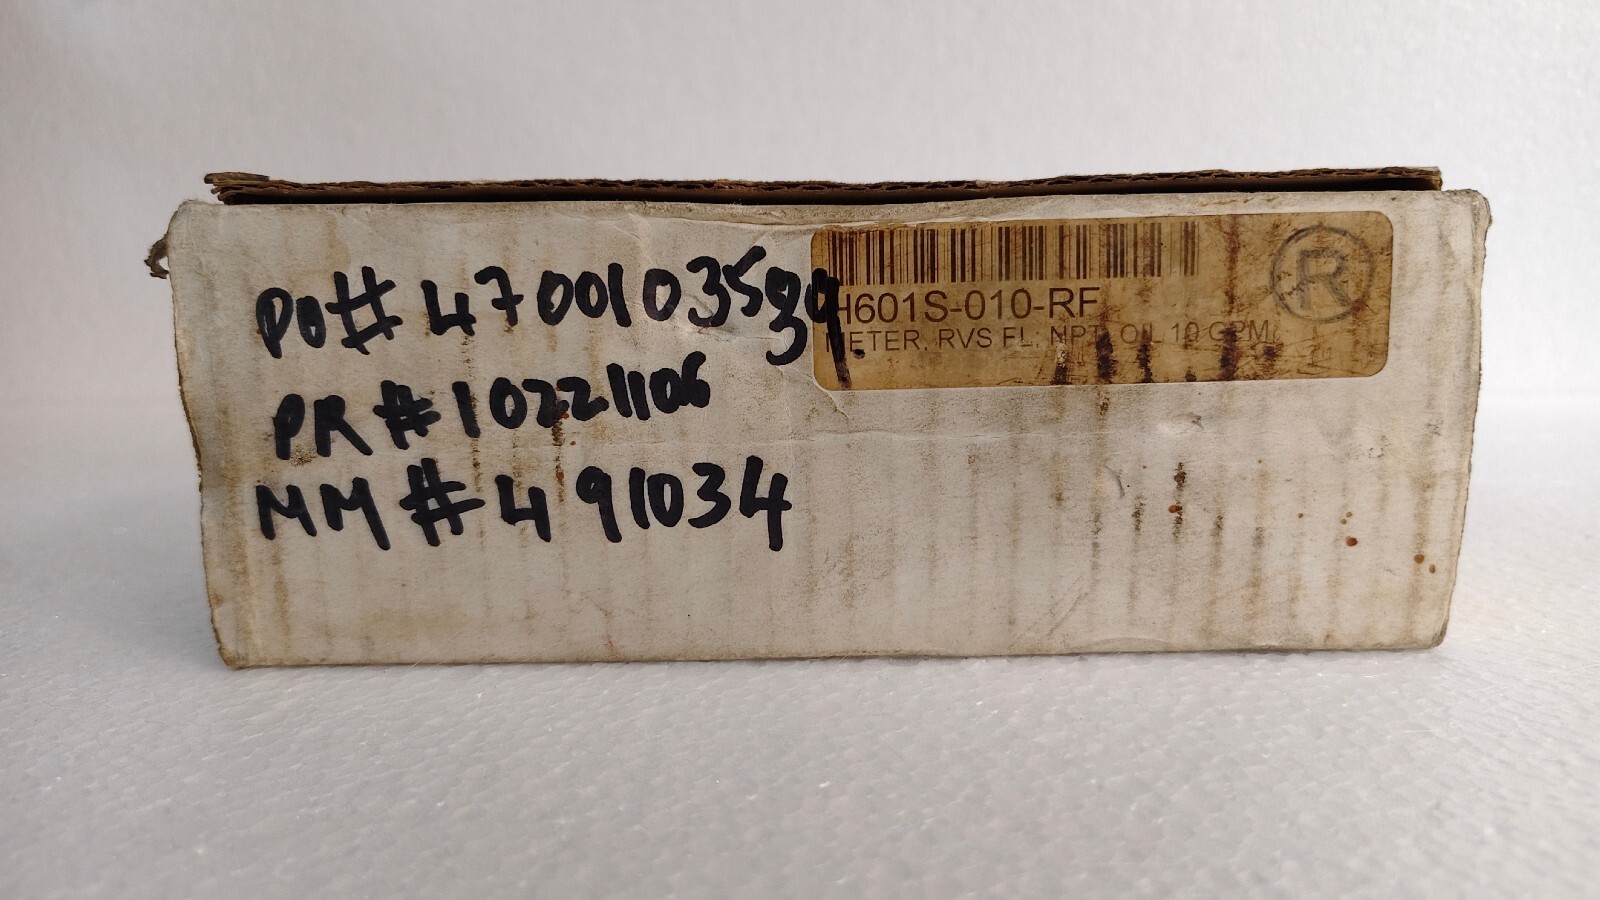 PO# 4700103539
PR #10221106
MM #491034
H601S-010-RF
METER, RVS FL; NPT, OIL 10 GPM
R